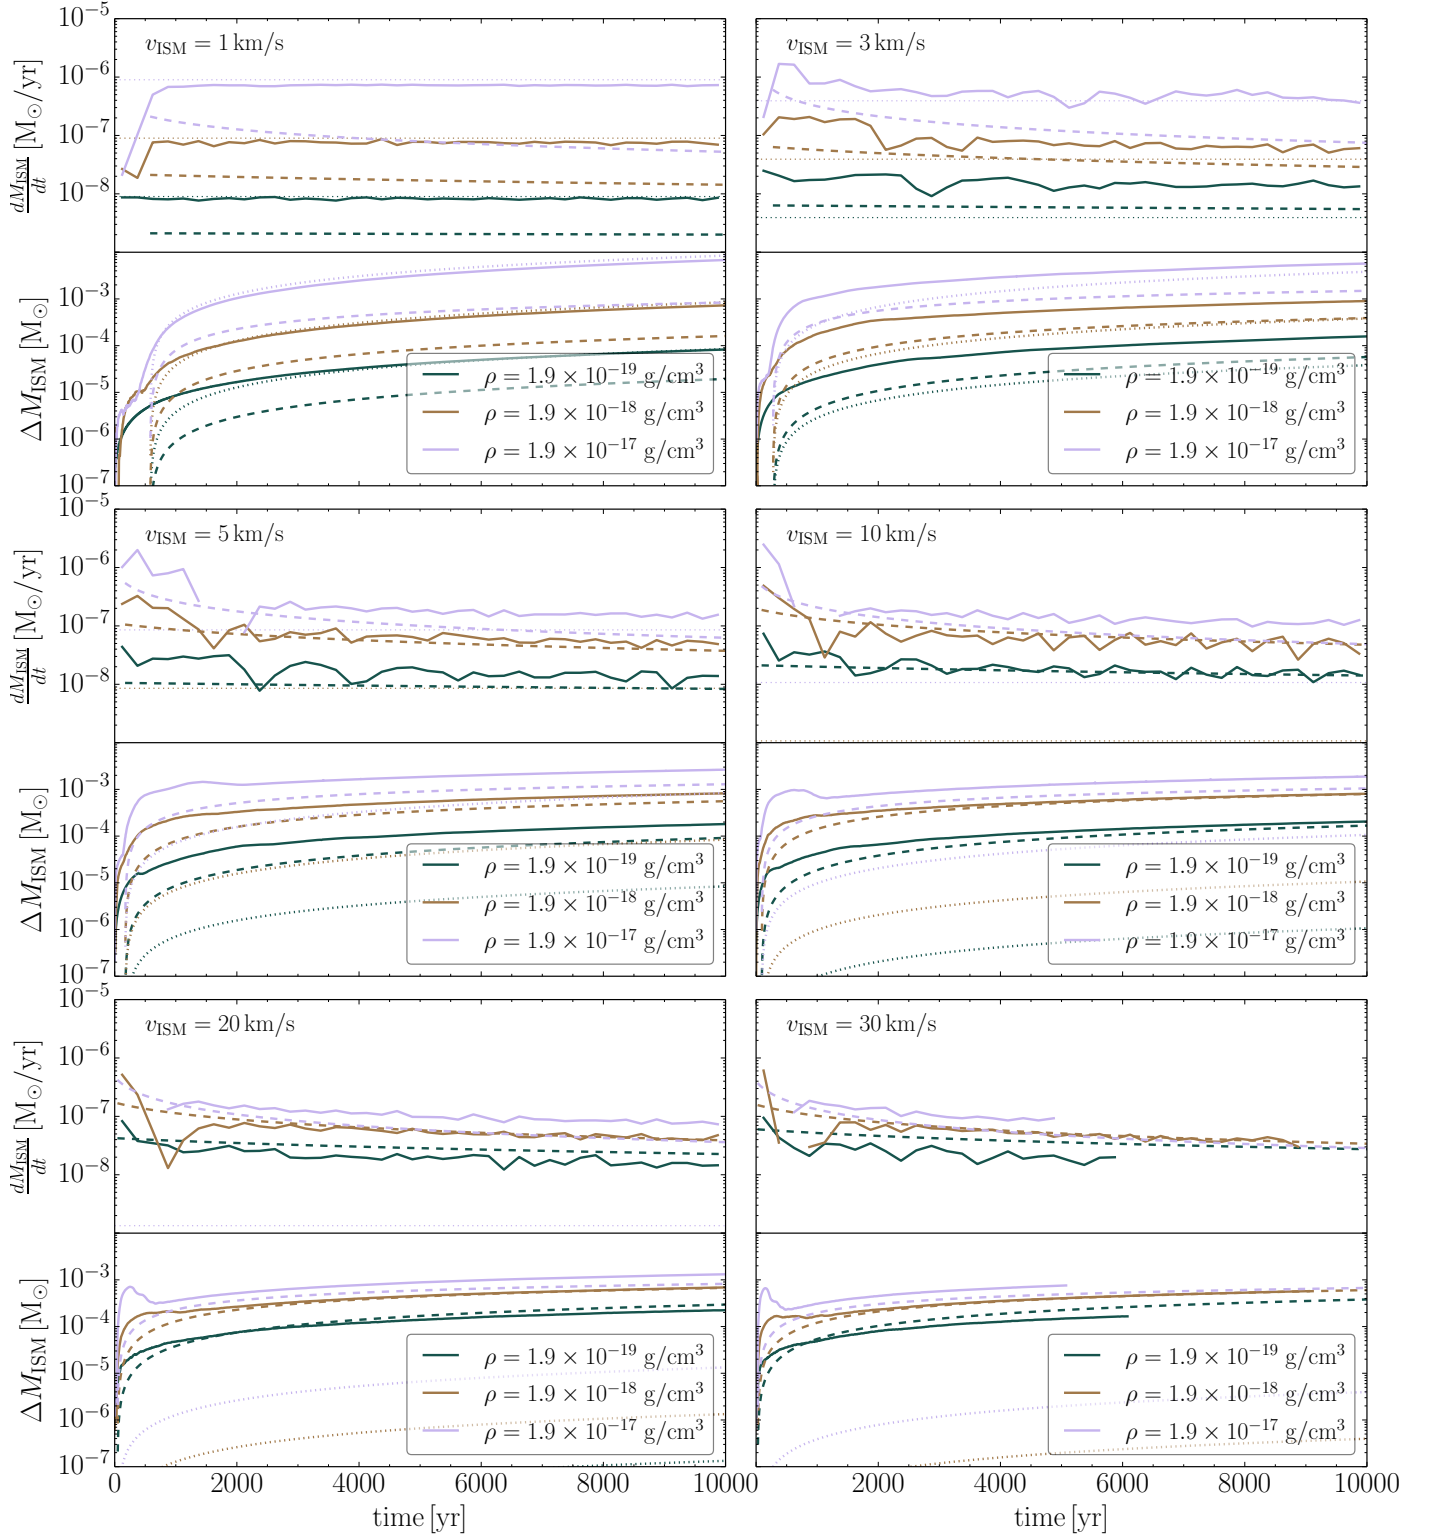 v_ISM = 1 km/s
v_ISM = 3 km/s
10^−5
10^−6
10^−7
10^−8
dM_ISM/dt [M_⊙/yr]
10^−3
10^−4
10^−5
10^−6
10^−7
ΔM_ISM [M_⊙]
ρ = 1.9 × 10^−19 g/cm^3
ρ = 1.9 × 10^−18 g/cm^3
ρ = 1.9 × 10^−17 g/cm^3
ρ = 1.9 × 10^−19 g/cm^3
ρ = 1.9 × 10^−18 g/cm^3
ρ = 1.9 × 10^−17 g/cm^3
v_ISM = 5 km/s
v_ISM = 10 km/s
10^−5
10^−6
10^−7
10^−8
dM_ISM/dt [M_⊙/yr]
10^−3
10^−4
10^−5
10^−6
10^−7
ΔM_ISM [M_⊙]
ρ = 1.9 × 10^−19 g/cm^3
ρ = 1.9 × 10^−18 g/cm^3
ρ = 1.9 × 10^−17 g/cm^3
ρ = 1.9 × 10^−19 g/cm^3
ρ = 1.9 × 10^−18 g/cm^3
ρ = 1.9 × 10^−17 g/cm^3
v_ISM = 20 km/s
v_ISM = 30 km/s
10^−5
10^−6
10^−7
10^−8
dM_ISM/dt [M_⊙/yr]
10^−3
10^−4
10^−5
10^−6
10^−7
ΔM_ISM [M_⊙]
ρ = 1.9 × 10^−19 g/cm^3
ρ = 1.9 × 10^−18 g/cm^3
ρ = 1.9 × 10^−17 g/cm^3
ρ = 1.9 × 10^−19 g/cm^3
ρ = 1.9 × 10^−18 g/cm^3
ρ = 1.9 × 10^−17 g/cm^3
0 2000 4000 6000 8000 10000 2000 4000 6000 8000 10000
time [yr]
time [yr]